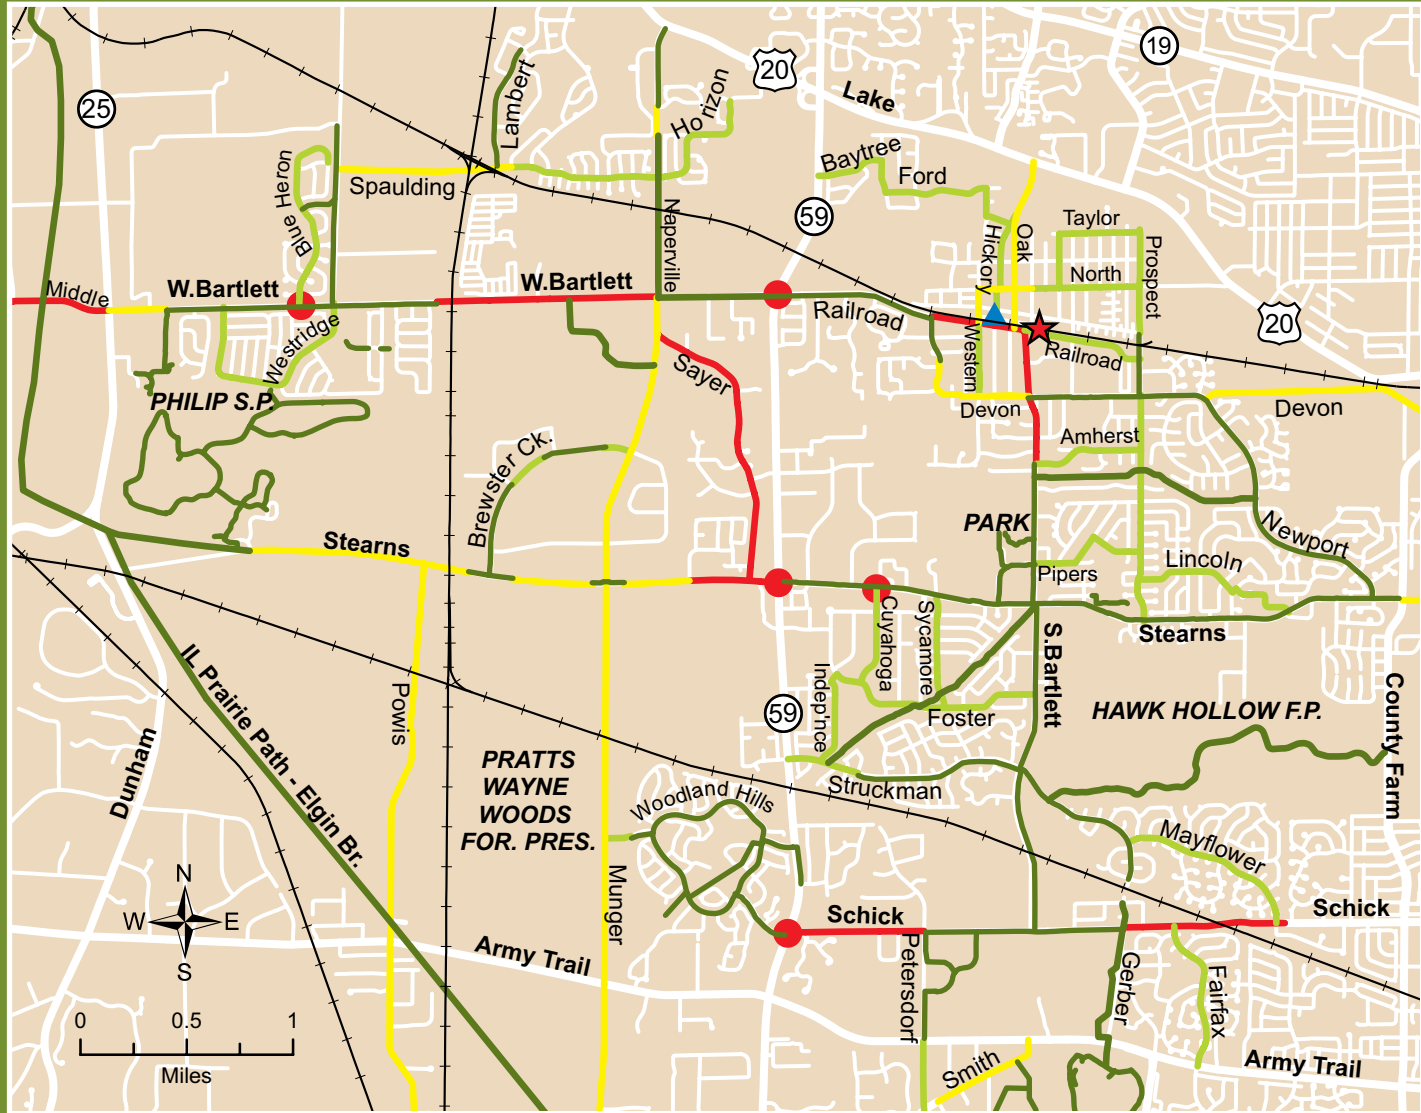 19
20
25
Lake
Lambert
Horizon
Baytree
Ford
Blue Heron
Spaulding
Naperville
59
Taylor
Oak
Hickory
Prospect
North
Middle
W.Bartlett
W.Bartlett
Railroad
20
Westridge
Western
Railroad
Sayer
PHILIP S.P.
Devon
Devon
Amherst
Brewster Ck.
PARK
Newport
Stearns
Lincoln
Pipers
Cuyahoga
Sycamore
Stearns
S.Bartlett
IL Prairie Path - Elgin Br.
Indep'nce
Powis
59
Foster
HAWK HOLLOW F.P.
County Farm
Dunham
PRATTS
WAYNE
WOODS
FOR. PRES.
Struckman
Woodland Hills
Mayflower
N
W
E
S
Munger
Schick
Schick
Army Trail
Petersdorf
Gerber
Fairfax
0
0.5
1
Miles
Smith
Army Trail